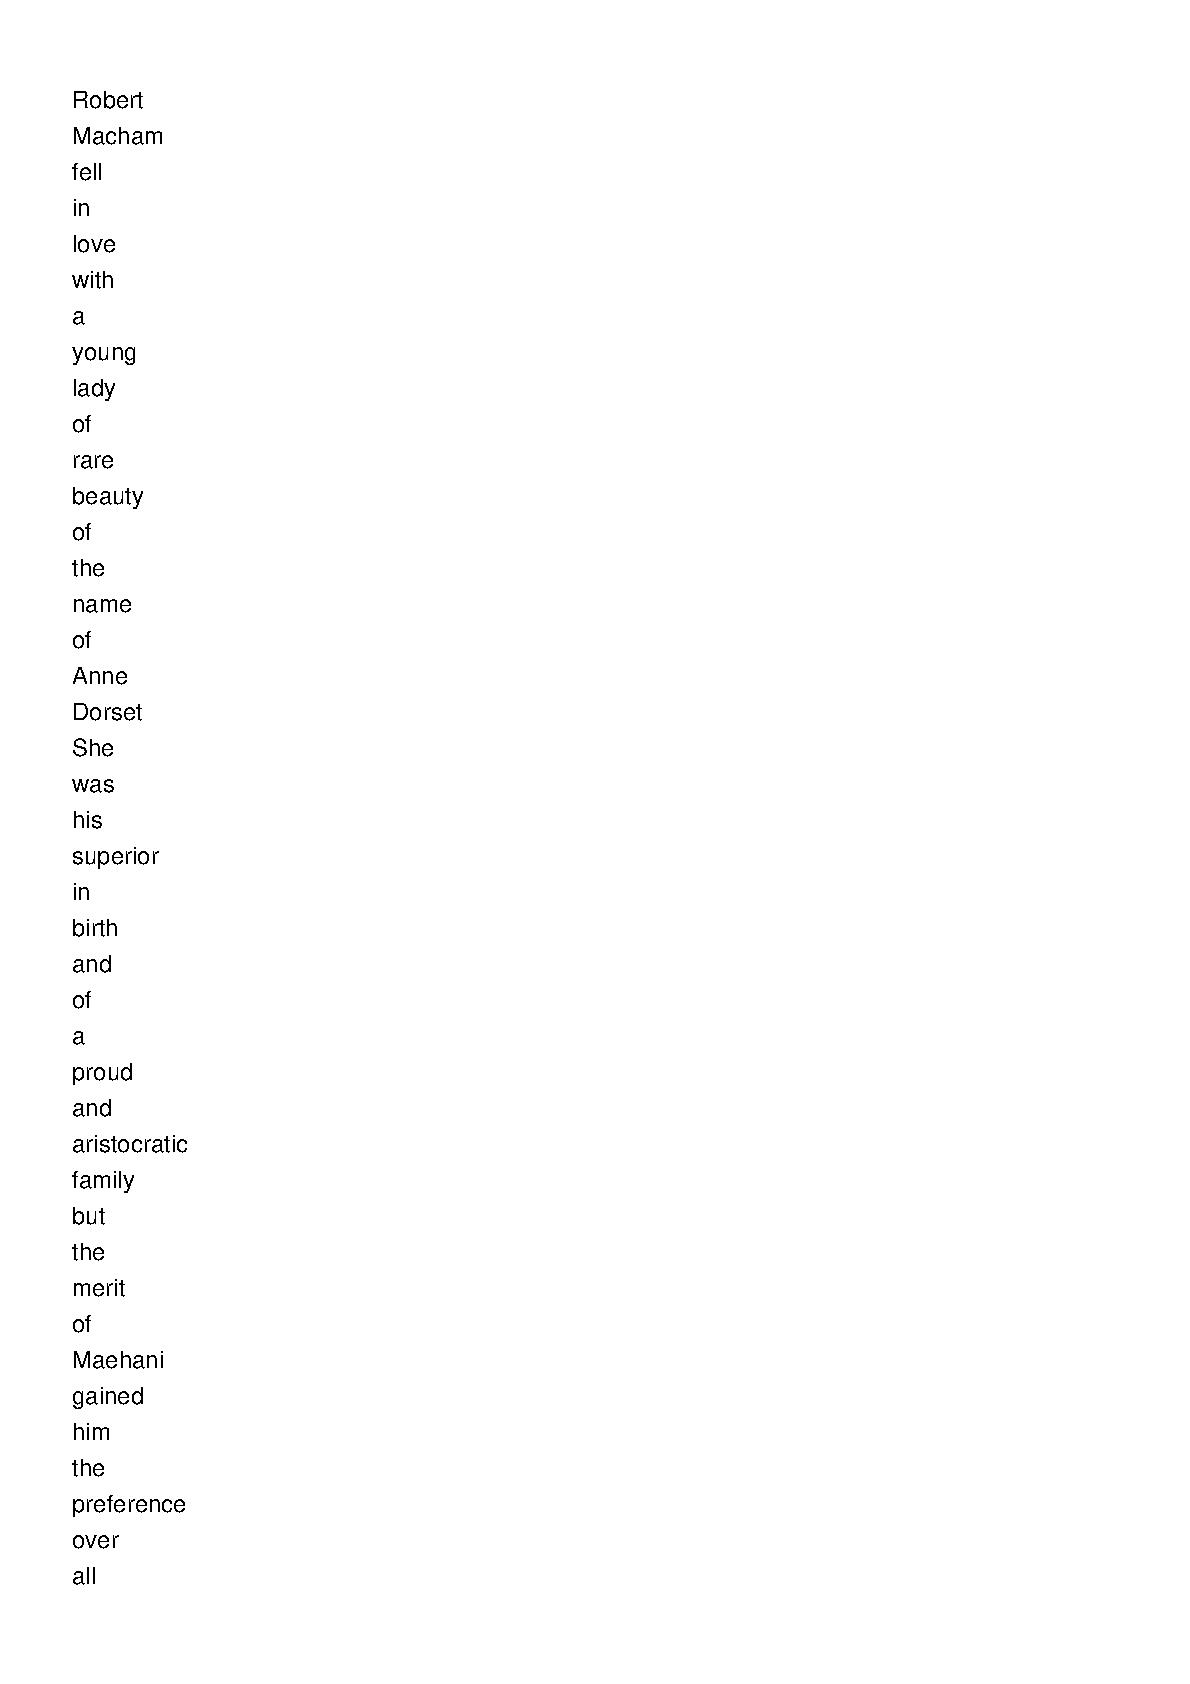 Robert
Macham
fell
in
love
with
a
young
lady
of
rare
beauty
of
the
name
of
Anne
Dorset
She
was
his
superior
in
birth
and
of
a
proud
and
aristocratic
family
but
the
merit
of
Maehani
gained
him
the
preference
over
all